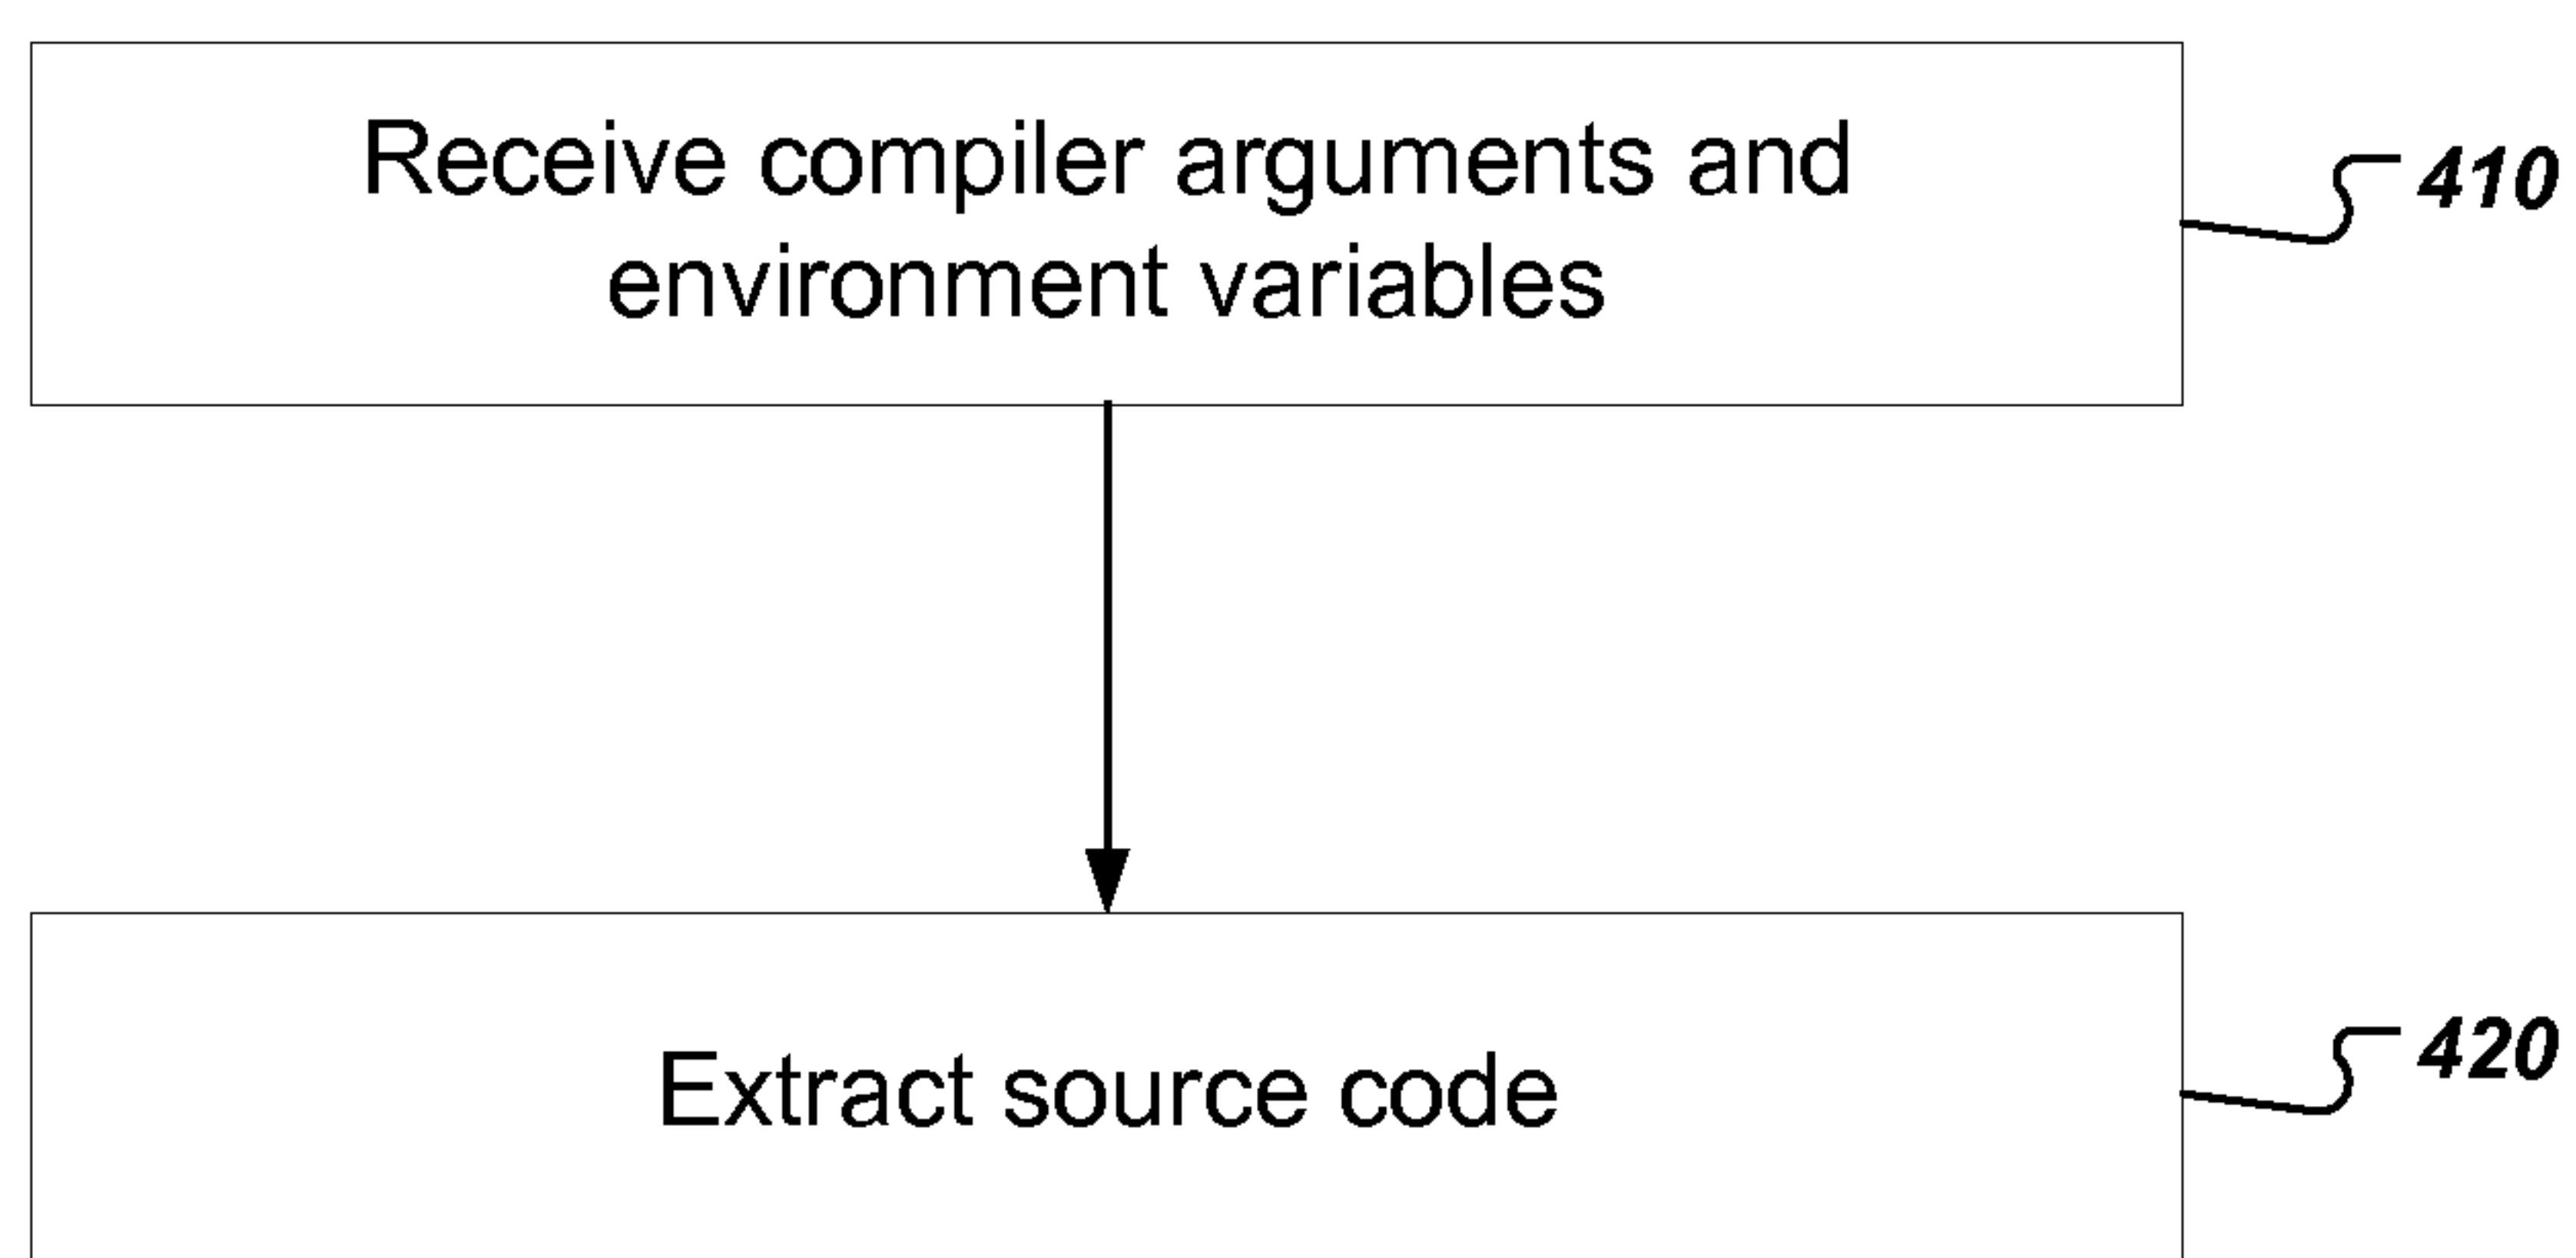 Receive compiler arguments and
environment variables
410
Extract source code
420